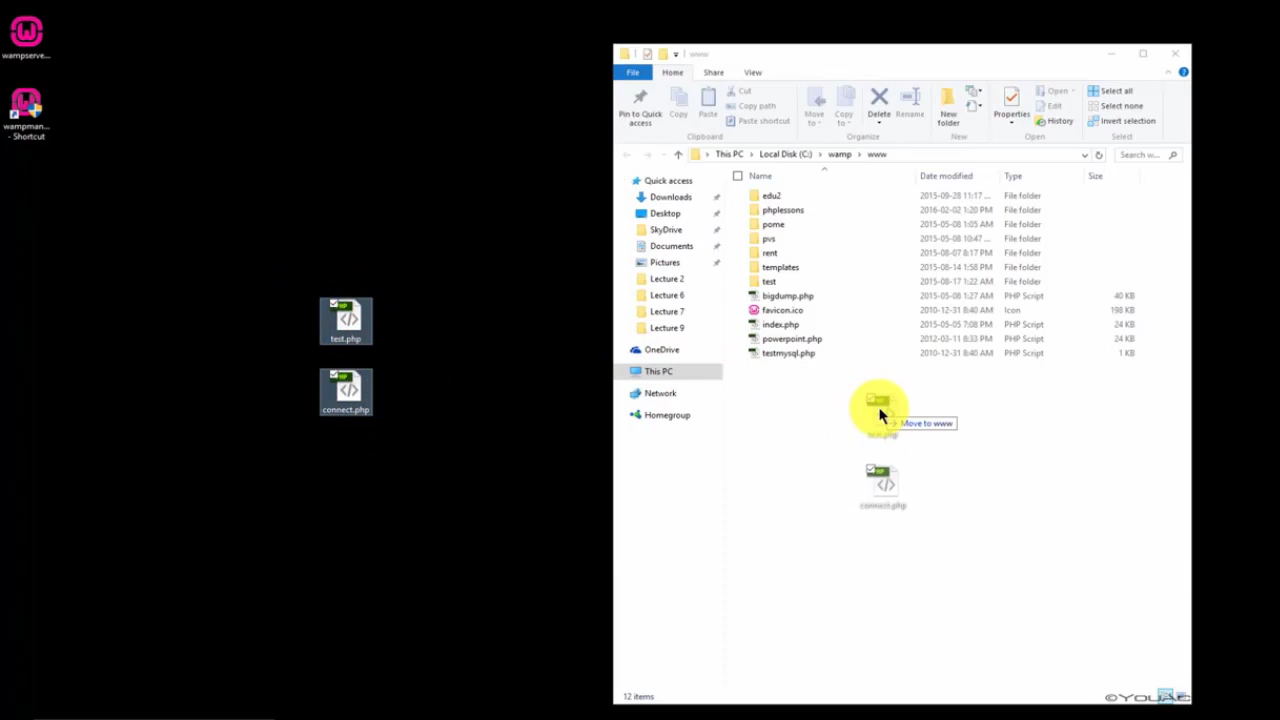 wampserve...
wampman...
- Shortcut
test.php
connect.php
www
File Home Share View
Pin to Quick access
Copy
Paste
Cut
Copy path
Paste shortcut
Clipboard
Move to
Copy to
Delete
Rename
Organize
New folder
New
Properties
Open
Edit
History
Open
Select all
Select none
Invert selection
Select
This PC > Local Disk (C:) > wamp > www
Search w...
Name Date modified Type Size
Quick access
Downloads
Desktop
SkyDrive
Documents
Pictures
Lecture 2
Lecture 6
Lecture 7
Lecture 9
OneDrive
This PC
Network
Homegroup
edu2 2015-09-28 11:17 ... File folder
phplessons 2016-02-02 1:20 PM File folder
pome 2015-05-08 1:05 AM File folder
pvs 2015-05-08 10:47 ... File folder
rent 2015-08-07 8:17 PM File folder
templates 2015-08-14 1:58 PM File folder
test 2015-08-17 1:22 AM File folder
bigdump.php 2015-05-08 1:27 AM PHP Script 40 KB
favicon.ico 2010-12-31 8:40 AM Icon 198 KB
index.php 2015-05-05 7:08 PM PHP Script 24 KB
powerpoint.php 2012-03-11 8:33 PM PHP Script 24 KB
testmysql.php 2010-12-31 8:40 AM PHP Script 1 KB
Move to www
test.php
connect.php
12 items